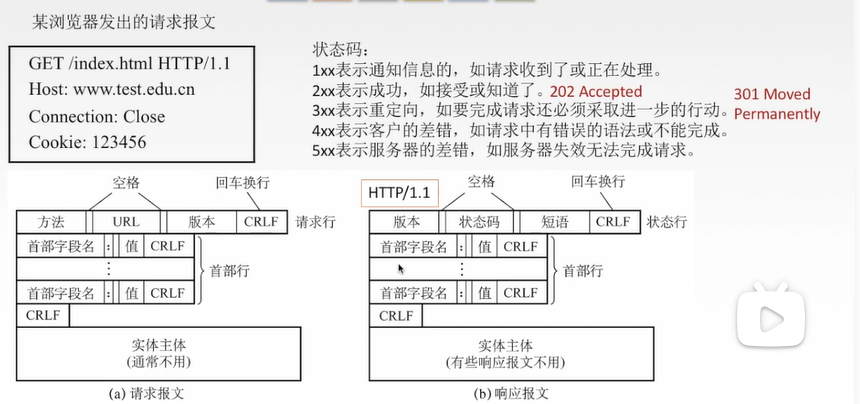 某浏览器发出的请求报文
GET /index.html HTTP/1.1
Host: www.test.edu.cn
Connection: Close
Cookie: 123456
状态码：
1xx表示通知信息的，如请求收到了或正在处理。
2xx表示成功，如接受或知道了。202 Accepted
3xx表示重定向，如要完成请求还必须采取进一步的行动。
4xx表示客户的差错，如请求中有错误的语法或不能完成。
5xx表示服务器的差错，如服务器失效无法完成请求。
301 Moved
Permanently
空格 回车换行
方法 URL 版本 CRLF 请求行
首部字段名 : 值 CRLF
⋮ 首部行
首部字段名 : 值 CRLF
CRLF
实体主体
(通常不用)
(a) 请求报文
HTTP/1.1
空格 回车换行
版本 状态码 短语 CRLF 状态行
首部字段名 : 值 CRLF
⋮ 首部行
首部字段名 : 值 CRLF
CRLF
实体主体
(有些响应报文不用)
(b) 响应报文